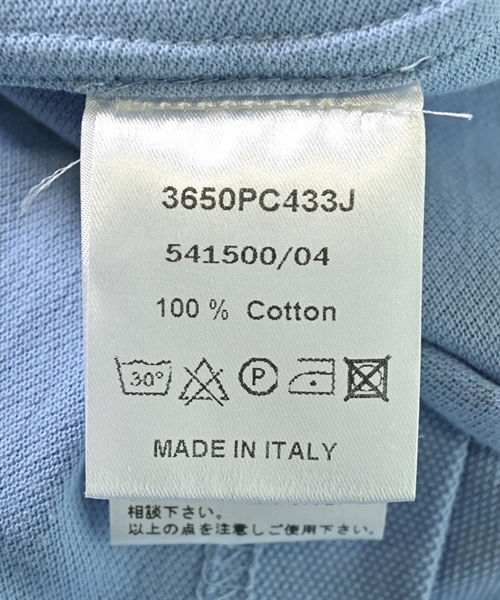 3650PC433J
541500/04
100 % Cotton
30°
P
MADE IN ITALY
相談下さい。
以上の点を注意しご使用下さい。